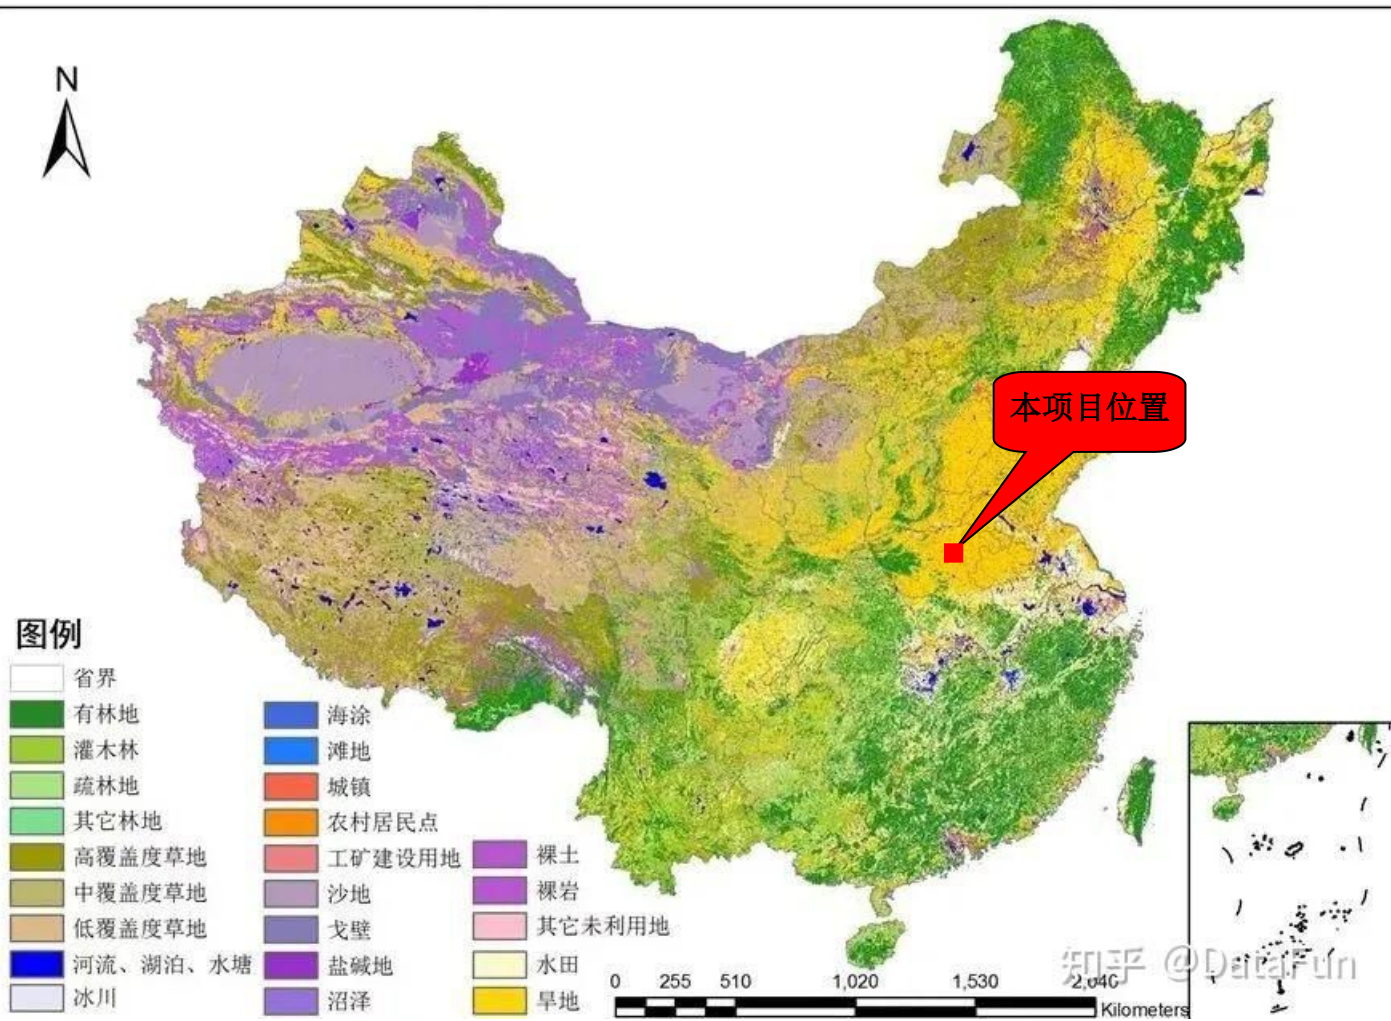 N
本项目位置
图例
省界
有林地
灌木林
疏林地
其它林地
高覆盖度草地
中覆盖度草地
低覆盖度草地
河流、湖泊、水塘
冰川
海涂
滩地
城镇
农村居民点
工矿建设用地
沙地
戈壁
盐碱地
沼泽
裸土
裸岩
其它未利用地
水田
旱地
0 255 510 1,020 1,530 2,040
Kilometers
知乎 @DataFun